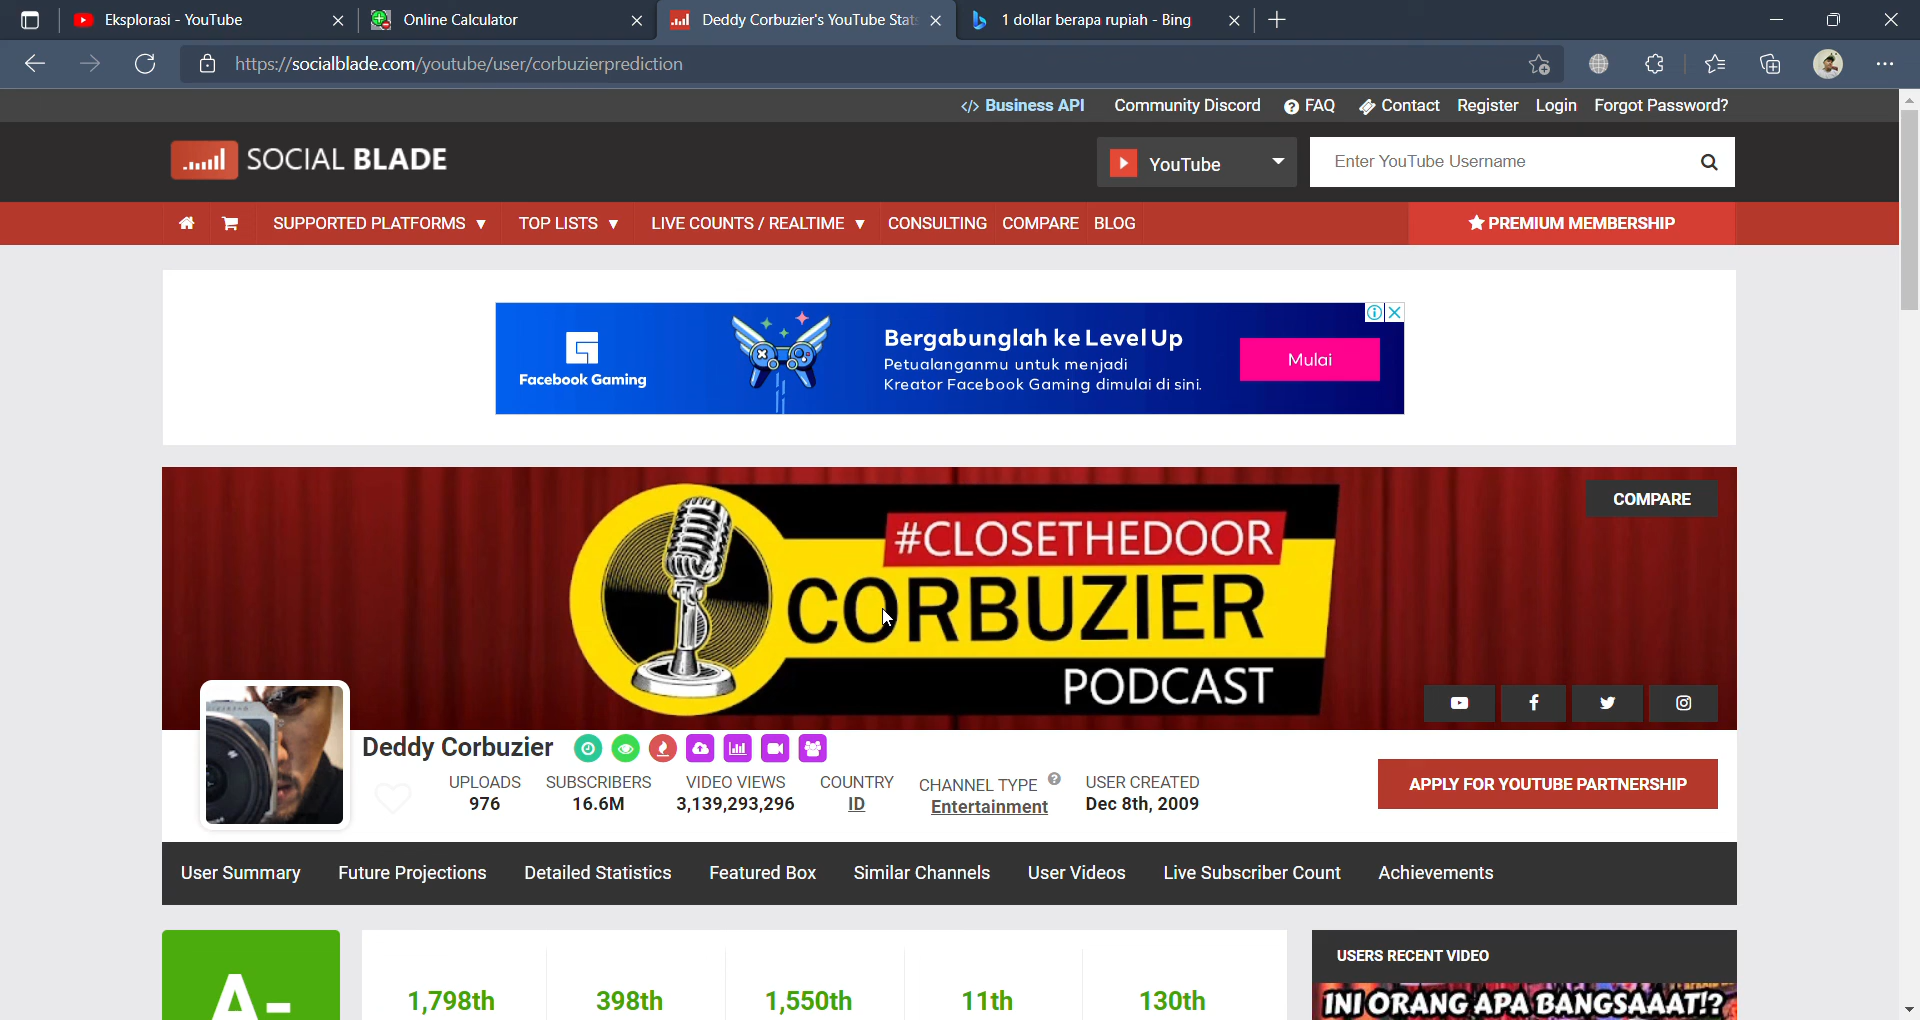 Eksplorasi - YouTube
Online Calculator
Deddy Corbuzier's YouTube Stats
1 dollar berapa rupiah - Bing
https://socialblade.com/youtube/user/corbuzierprediction
</> Business API Community Discord FAQ Contact Register Login Forgot Password?
SOCIAL BLADE
YouTube
Enter YouTube Username
SUPPORTED PLATFORMS TOP LISTS LIVE COUNTS / REALTIME CONSULTING COMPARE BLOG
PREMIUM MEMBERSHIP
Facebook Gaming
Bergabunglah ke Level Up
Petualanganmu untuk menjadi
Kreator Facebook Gaming dimulai di sini.
Mulai
COMPARE
#CLOSETHEDOOR
CORBUZIER
PODCAST
Deddy Corbuzier
UPLOADS SUBSCRIBERS VIDEO VIEWS COUNTRY CHANNEL TYPE USER CREATED
976 16.6M 3,139,293,296 ID Entertainment Dec 8th, 2009
APPLY FOR YOUTUBE PARTNERSHIP
User Summary Future Projections Detailed Statistics Featured Box Similar Channels User Videos Live Subscriber Count Achievements
A-
1,798th 398th 1,550th 11th 130th
USERS RECENT VIDEO
INI ORANG APA BANGSAAAT!?